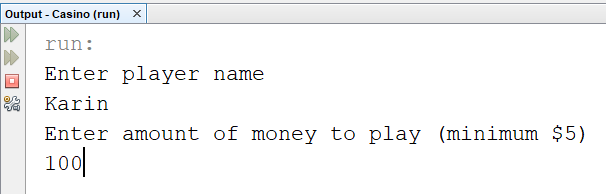 Output - Casino (run) ×
run:
Enter player name
Karin
Enter amount of money to play (minimum $5)
100